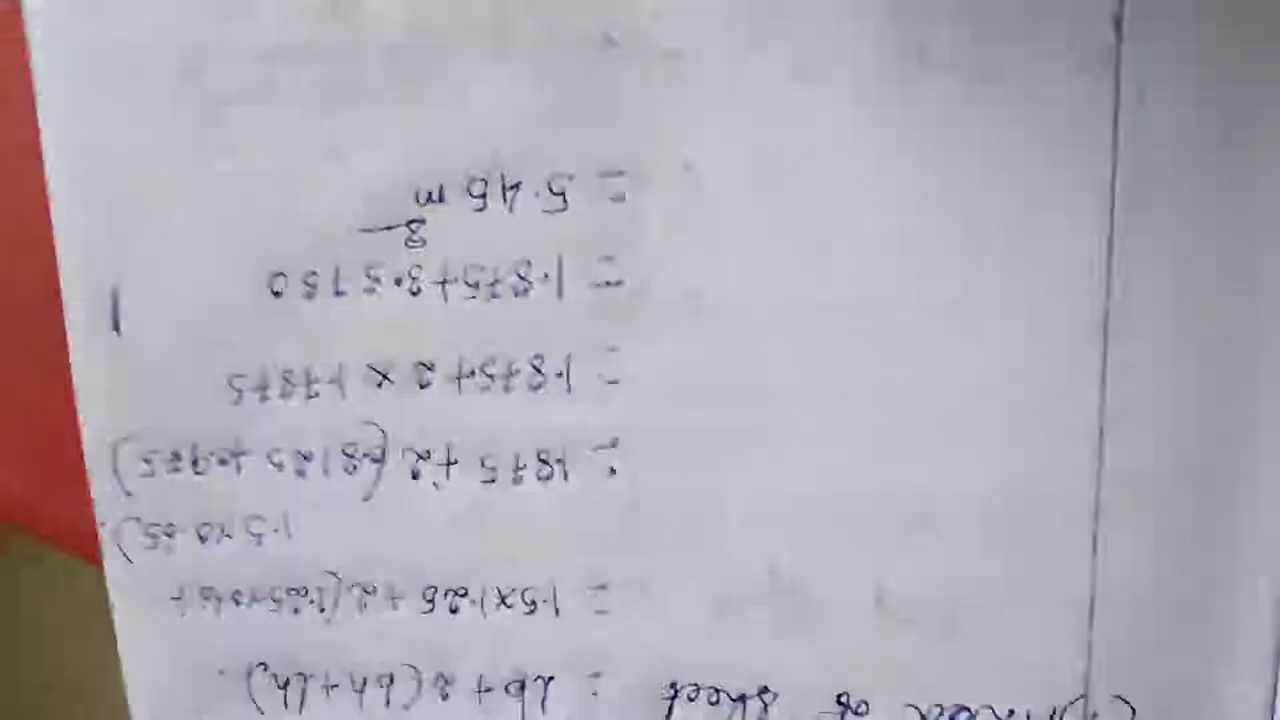 area of sheet = lb + 2(bh + lh)
= 1.5×1.25 + 2(1.25×0.65+
1.5×0.65)
= 1.875 + 2(0.8125 + 0.975)
= 1.875 + 2 × 1.7875
= 1.875 + 3.5750
= 5.45 m